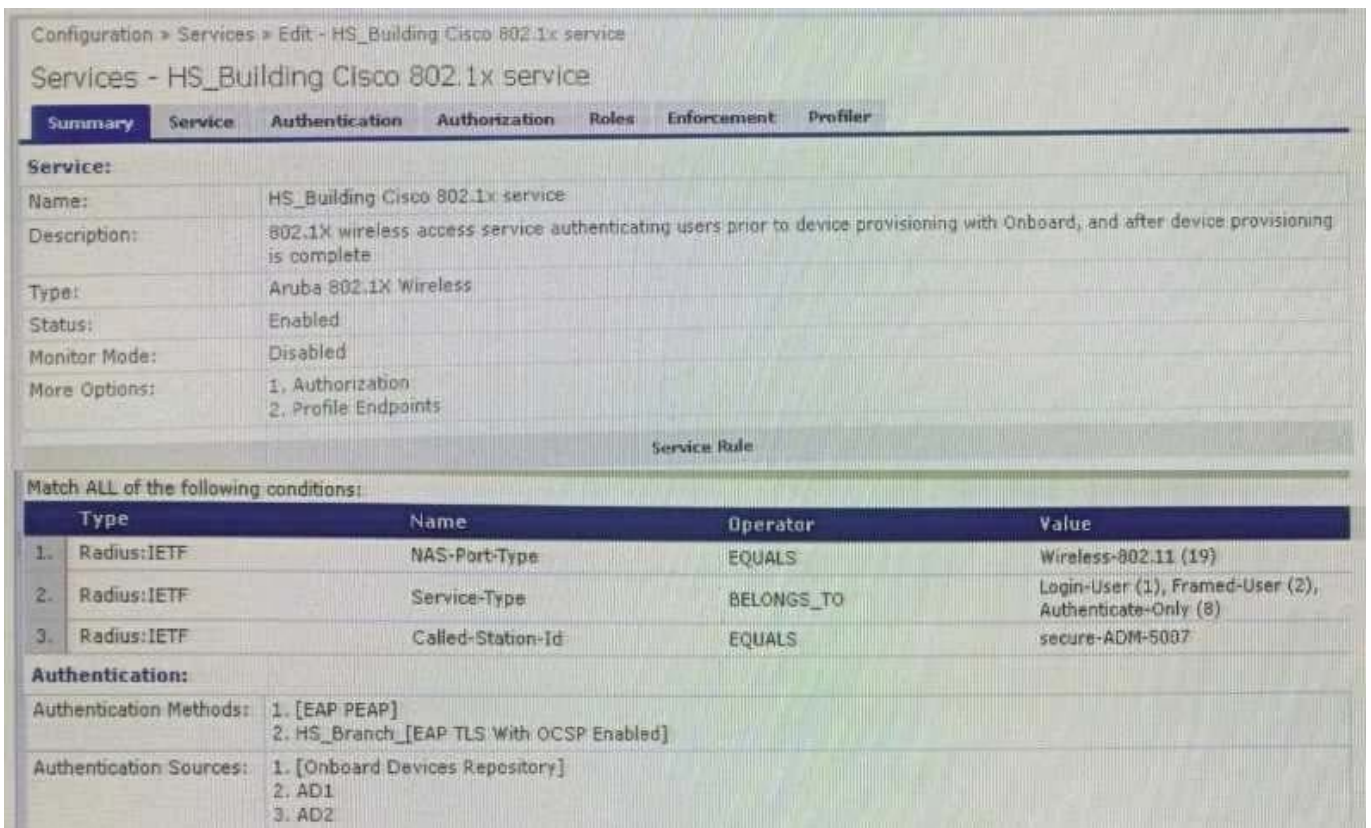 Configuration » Services » Edit - HS_Building Cisco 802.1x service
Services - HS_Building Cisco 802.1x service
Summary Service Authentication Authorization Roles Enforcement Profiler
Service:
Name: HS_Building Cisco 802.1x service
Description: 802.1X wireless access service authenticating users prior to device provisioning with Onboard, and after device provisioning
is complete
Type: Aruba 802.1X Wireless
Status: Enabled
Monitor Mode: Disabled
More Options: 1. Authorization
2. Profile Endpoints
Service Rule
Match ALL of the following conditions:
Type Name Operator Value
1. Radius:IETF NAS-Port-Type EQUALS Wireless-802.11 (19)
2. Radius:IETF Service-Type BELONGS_TO Login-User (1), Framed-User (2),
Authenticate-Only (8)
3. Radius:IETF Called-Station-Id EQUALS secure-ADM-5007
Authentication:
Authentication Methods: 1. [EAP PEAP]
2. HS_Branch_[EAP TLS With OCSP Enabled]
Authentication Sources: 1. [Onboard Devices Repository]
2. AD1
3. AD2